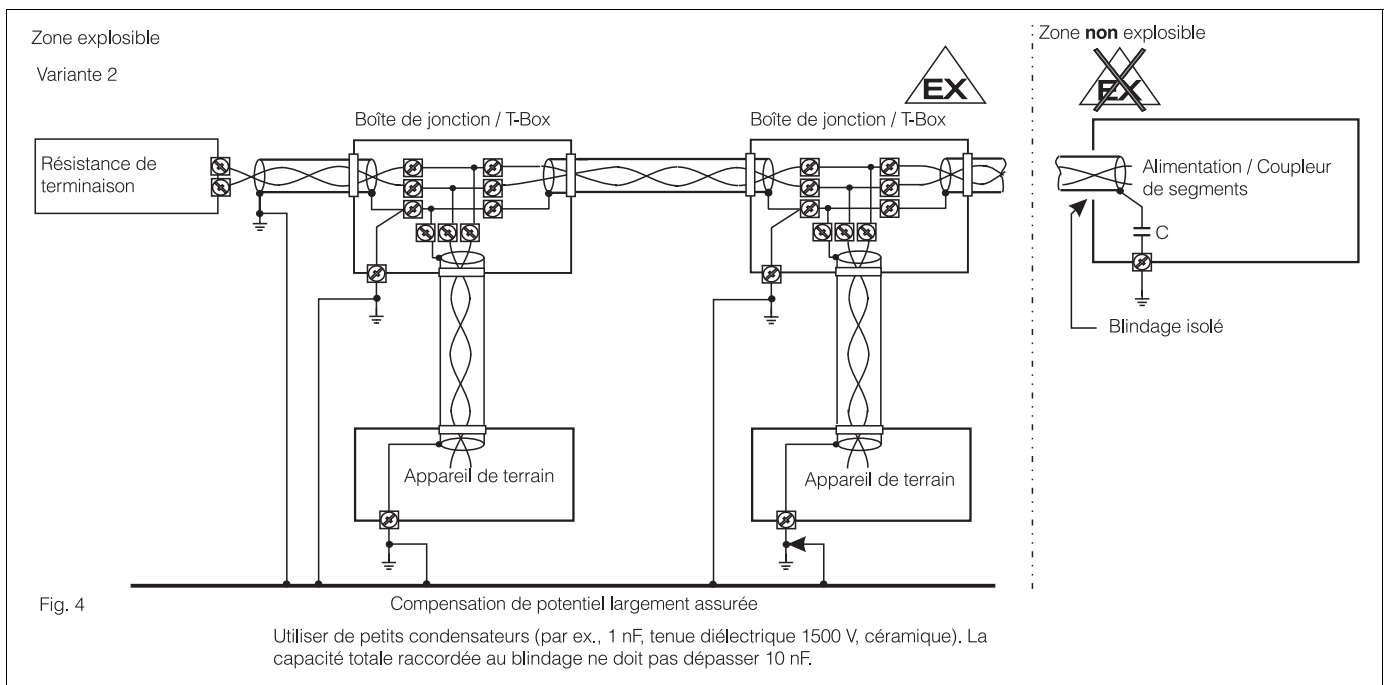 Zone explosible
Variante 2
EX
Zone non explosible
EX
Boîte de jonction / T-Box
Boîte de jonction / T-Box
Résistance de
terminaison
Alimentation / Coupleur
de segments
C
Blindage isolé
Appareil de terrain
Appareil de terrain
Fig. 4
Compensation de potentiel largement assurée
Utiliser de petits condensateurs (par ex., 1 nF, tenue diélectrique 1500 V, céramique). La
capacité totale raccordée au blindage ne doit pas dépasser 10 nF.